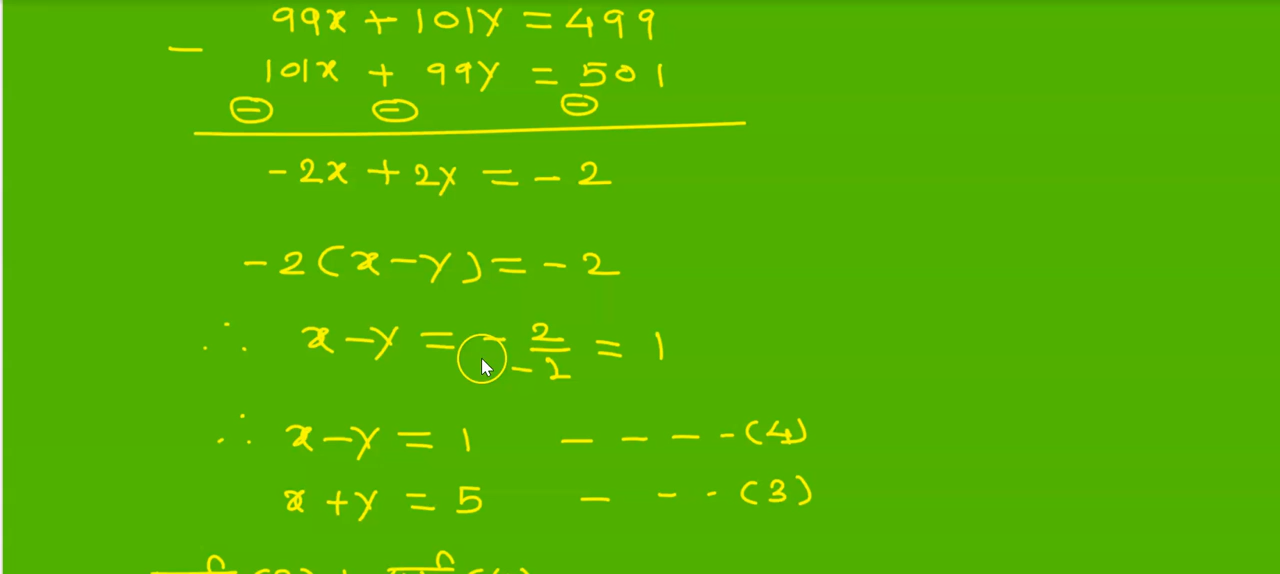 99x + 101y = 499
− 101x + 99y = 501
⊖ ⊖ ⊖
-2x + 2y = -2
-2(x-y) = -2
∴ x-y = -2/-2 = 1
∴ x-y = 1 ----(4)
x+y = 5 ---(3)